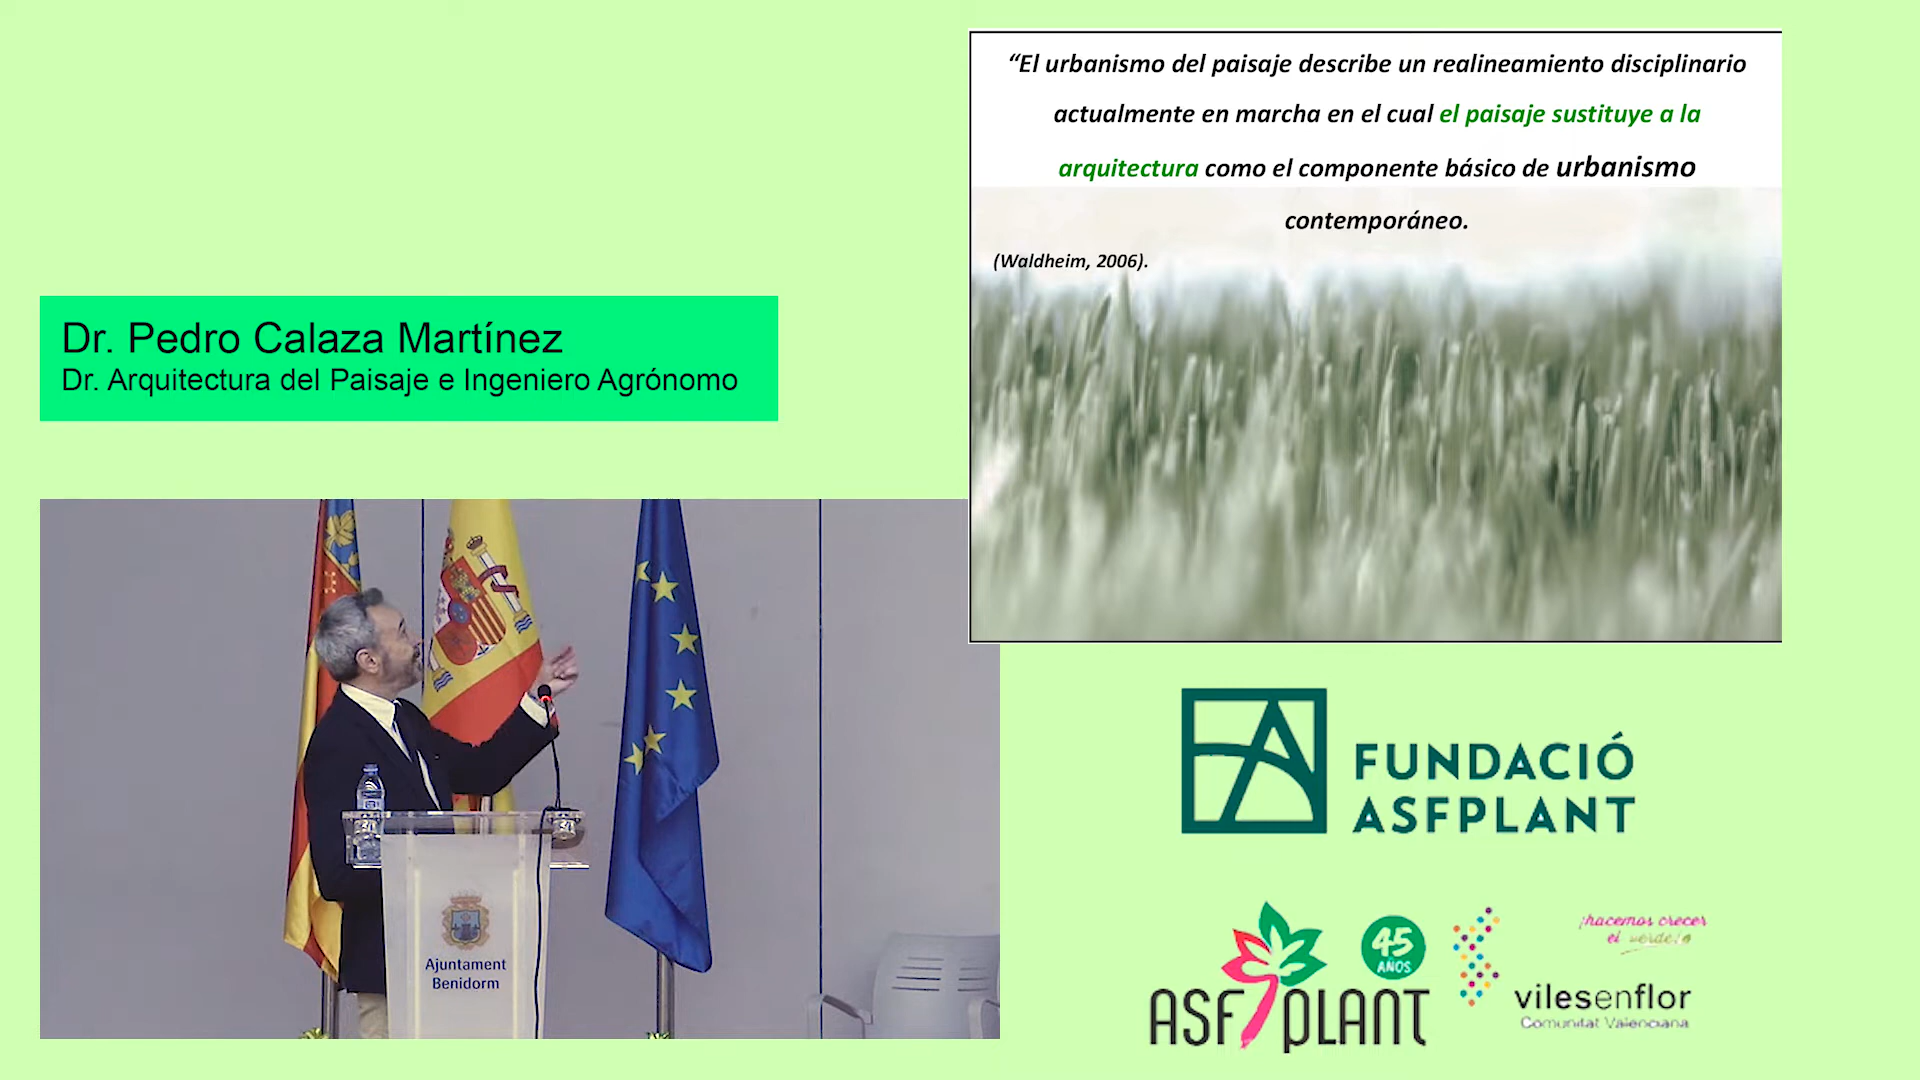 “El urbanismo del paisaje describe un realineamiento disciplinario
actualmente en marcha en el cual el paisaje sustituye a la
arquitectura como el componente básico de urbanismo
contemporáneo.
(Waldheim, 2006).
Dr. Pedro Calaza Martínez
Dr. Arquitectura del Paisaje e Ingeniero Agrónomo
Ajuntament
Benidorm
FUNDACIÓ
ASFPLANT
ASFPLANT
45
AÑOS
¡hacemos crecer
el verde!
vilesenflor
Comunitat Valenciana